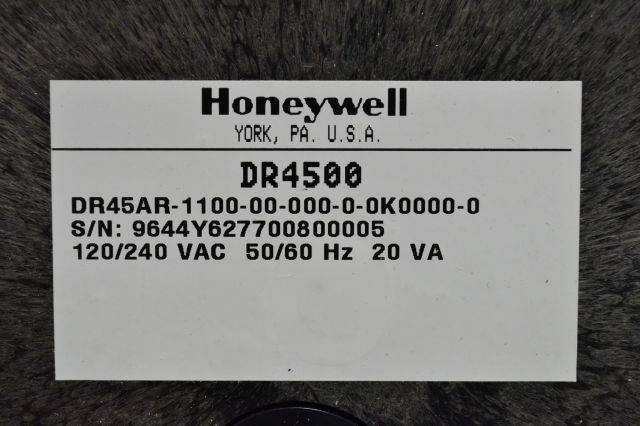 Honeywell
YORK, PA. U.S.A.
DR4500
DR45AR-1100-00-000-0-0K0000-0
S/N: 9644Y627700800005
120/240 VAC 50/60 Hz 20 VA